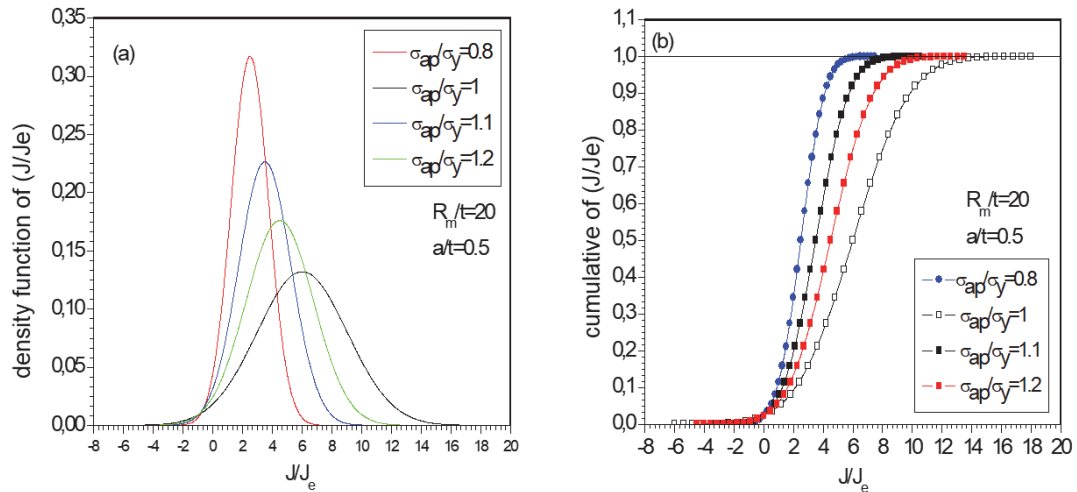 (a)
0,35
0,30
0,25
0,20
0,15
0,10
0,05
0,00
density function of (J/Je)
σap/σy=0.8
σap/σy=1
σap/σy=1.1
σap/σy=1.2
Rm/t=20
a/t=0.5
-8 -6 -4 -2 0 2 4 6 8 10 12 14 16 18 20
J/Je
(b)
1,1
1,0
0,9
0,8
0,7
0,6
0,5
0,4
0,3
0,2
0,1
0,0
cumulative of (J/Je)
Rm/t=20
a/t=0.5
σap/σy=0.8
σap/σy=1
σap/σy=1.1
σap/σy=1.2
-8 -6 -4 -2 0 2 4 6 8 10 12 14 16 18 20
J/Je